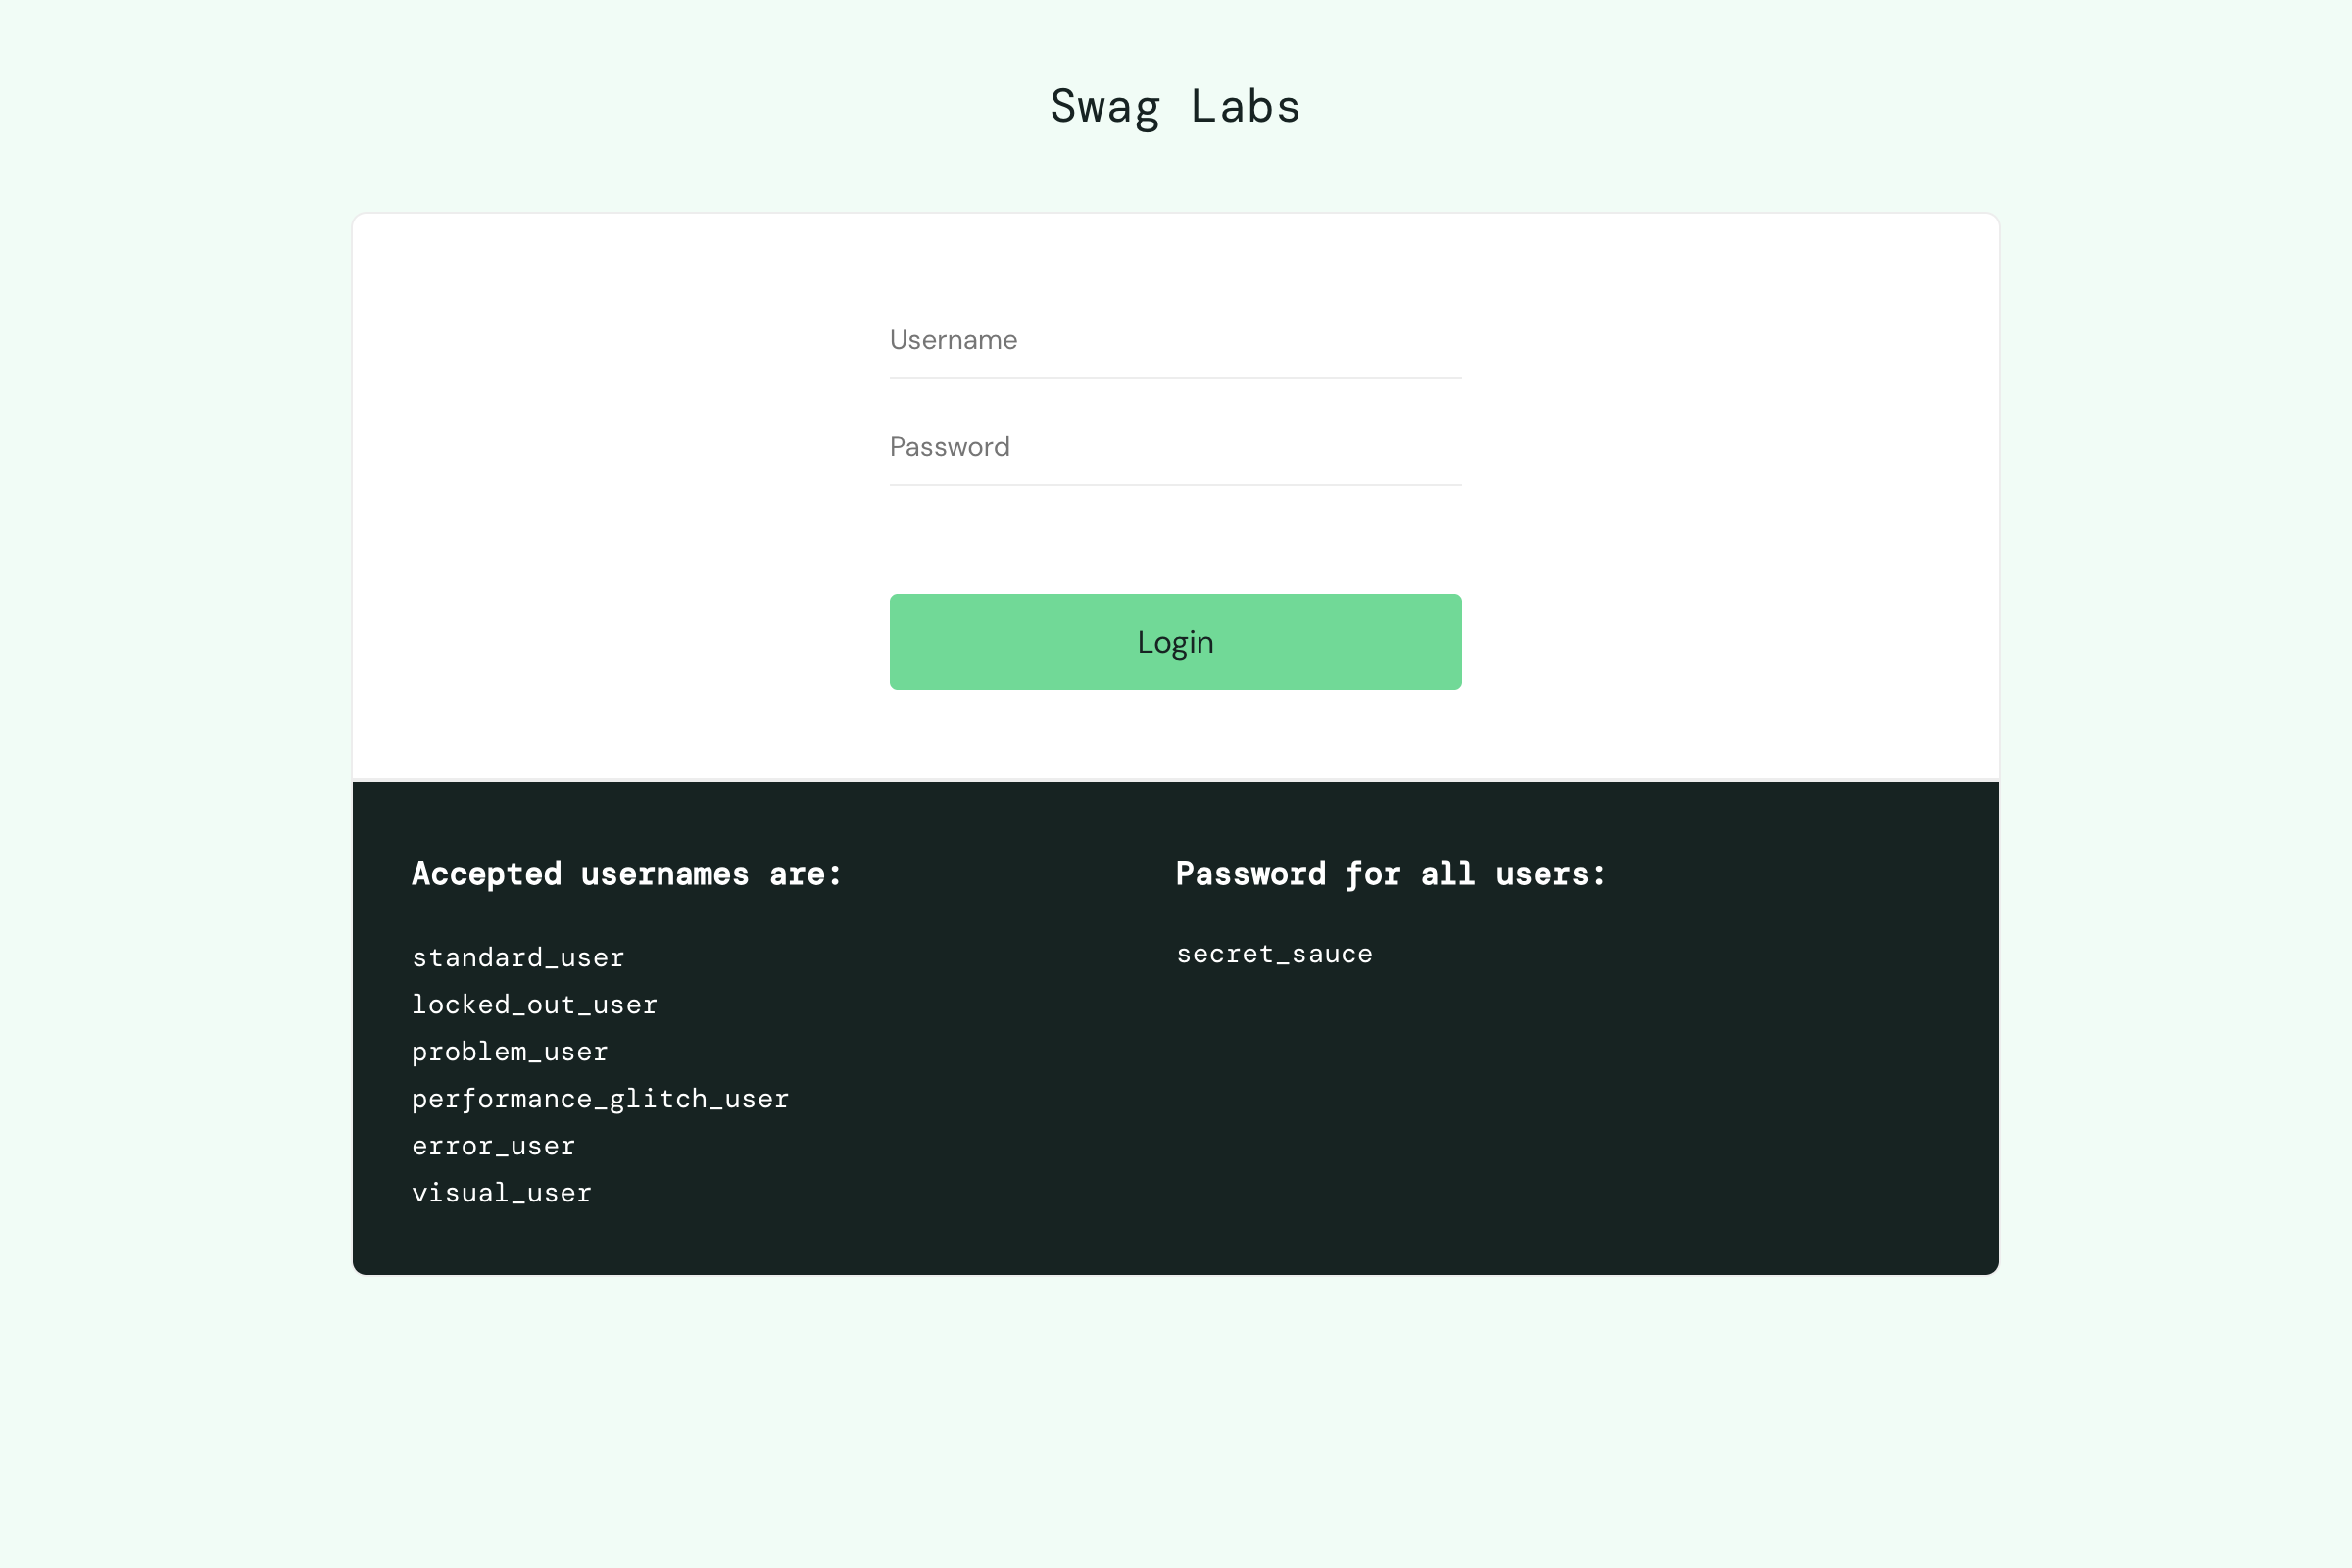 Swag Labs
Username
Password
Login
Accepted usernames are:
standard_user
locked_out_user
problem_user
performance_glitch_user
error_user
visual_user
Password for all users:
secret_sauce